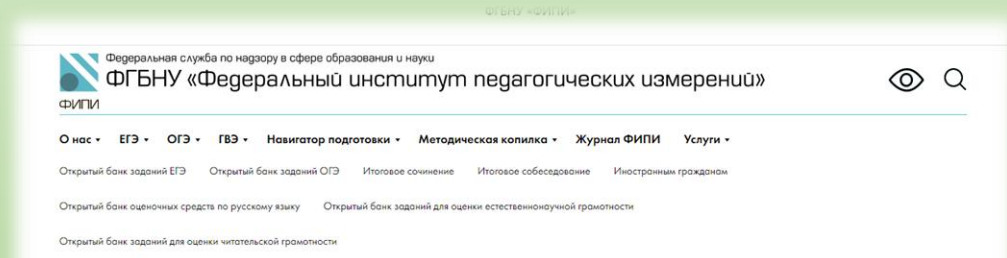 ФГБНУ «ФИПИ»
Федеральная служба по надзору в сфере образования и науки
ФГБНУ «Федеральный институт педагогических измерений»
ФИПИ
О нас ЕГЭ ОГЭ ГВЭ Навигатор подготовки Методическая копилка Журнал ФИПИ Услуги
Открытый банк заданий ЕГЭ Открытый банк заданий ОГЭ Итоговое сочинение Итоговое собеседование Иностранным гражданам
Открытый банк оценочных средств по русскому языку Открытый банк заданий для оценки естественнонаучной грамотности
Открытый банк заданий для оценки читательской грамотности